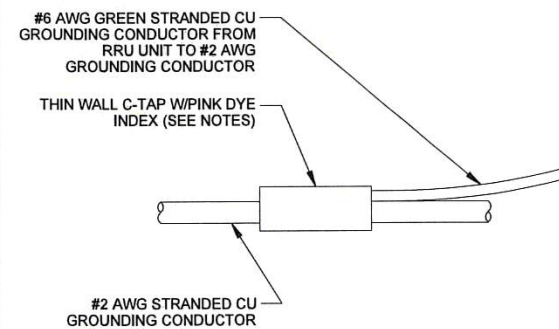 #6 AWG GREEN STRANDED CU
GROUNDING CONDUCTOR FROM
RRU UNIT TO #2 AWG
GROUNDING CONDUCTOR
THIN WALL C-TAP W/PINK DYE
INDEX (SEE NOTES)
#2 AWG STRANDED CU
GROUNDING CONDUCTOR